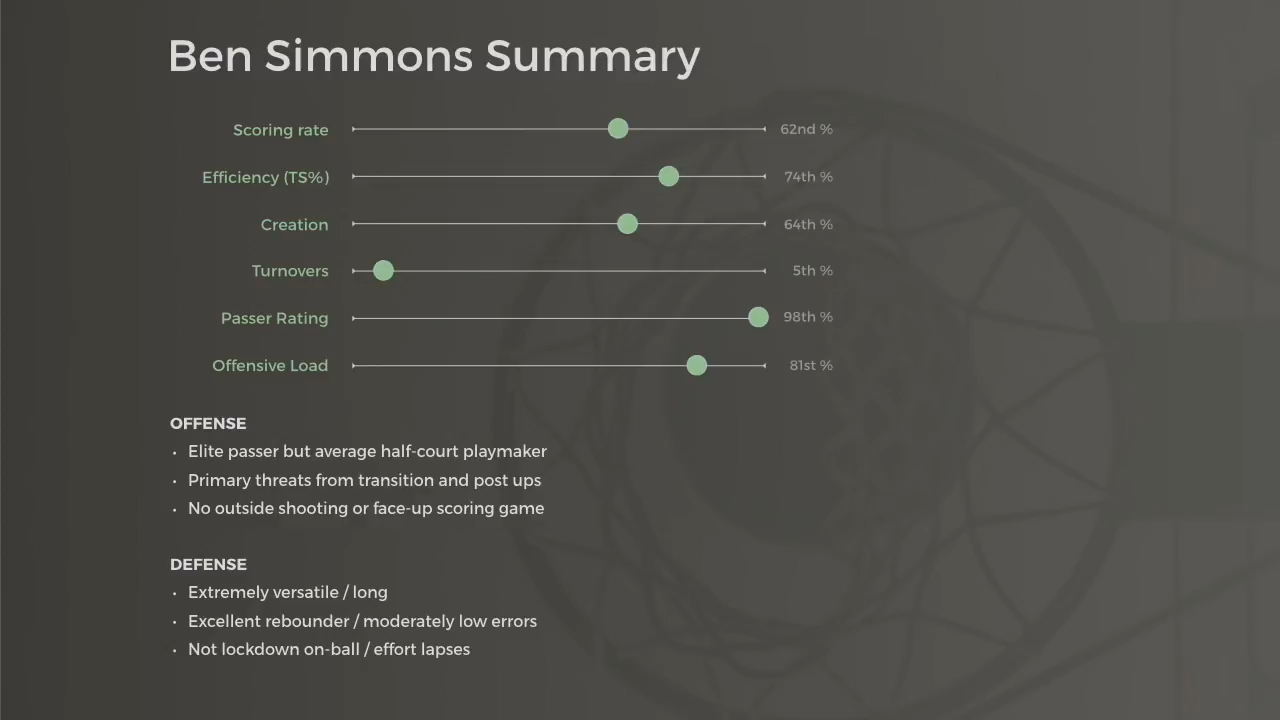 Ben Simmons Summary
Scoring rate 62nd %
Efficiency (TS%) 74th %
Creation 64th %
Turnovers 5th %
Passer Rating 98th %
Offensive Load 81st %
OFFENSE
• Elite passer but average half-court playmaker
• Primary threats from transition and post ups
• No outside shooting or face-up scoring game
DEFENSE
• Extremely versatile / long
• Excellent rebounder / moderately low errors
• Not lockdown on-ball / effort lapses